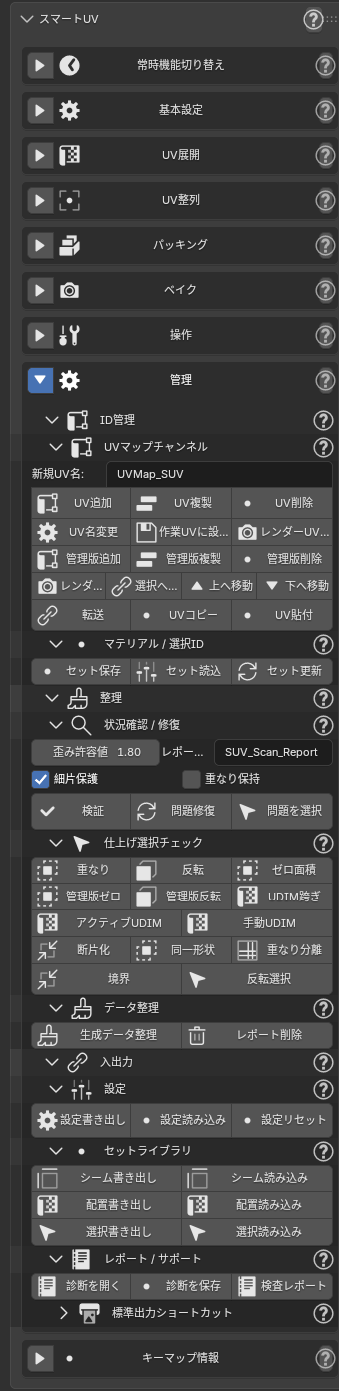 スマートUV
常時機能切り替え
基本設定
UV展開
UV整列
パッキング
ベイク
操作
管理
ID管理
UVマップチャンネル
新規UV名: UVMap_SUV
UV追加 UV複製 UV削除
UV名変更 作業UVに設... レンダーUV...
管理版追加 管理版複製 管理版削除
レンダ... 選択へ... 上へ移動 下へ移動
転送 UVコピー UV貼付
マテリアル / 選択ID
セット保存 セット読込 セット更新
整理
状況確認 / 修復
歪み許容値 1.80 レポー... SUV_Scan_Report
細片保護 重なり保持
検証 問題修復 問題を選択
仕上げ選択チェック
重なり 反転 ゼロ面積
管理版ゼロ 管理版反転 UDIM跨ぎ
アクティブUDIM 手動UDIM
断片化 同一形状 重なり分離
境界 反転選択
データ整理
生成データ整理 レポート削除
入出力
設定
設定書き出し 設定読み込み 設定リセット
セットライブラリ
シーム書き出し シーム読み込み
配置書き出し 配置読み込み
選択書き出し 選択読み込み
レポート / サポート
診断を開く 診断を保存 検査レポート
標準出力ショートカット
キーマップ情報